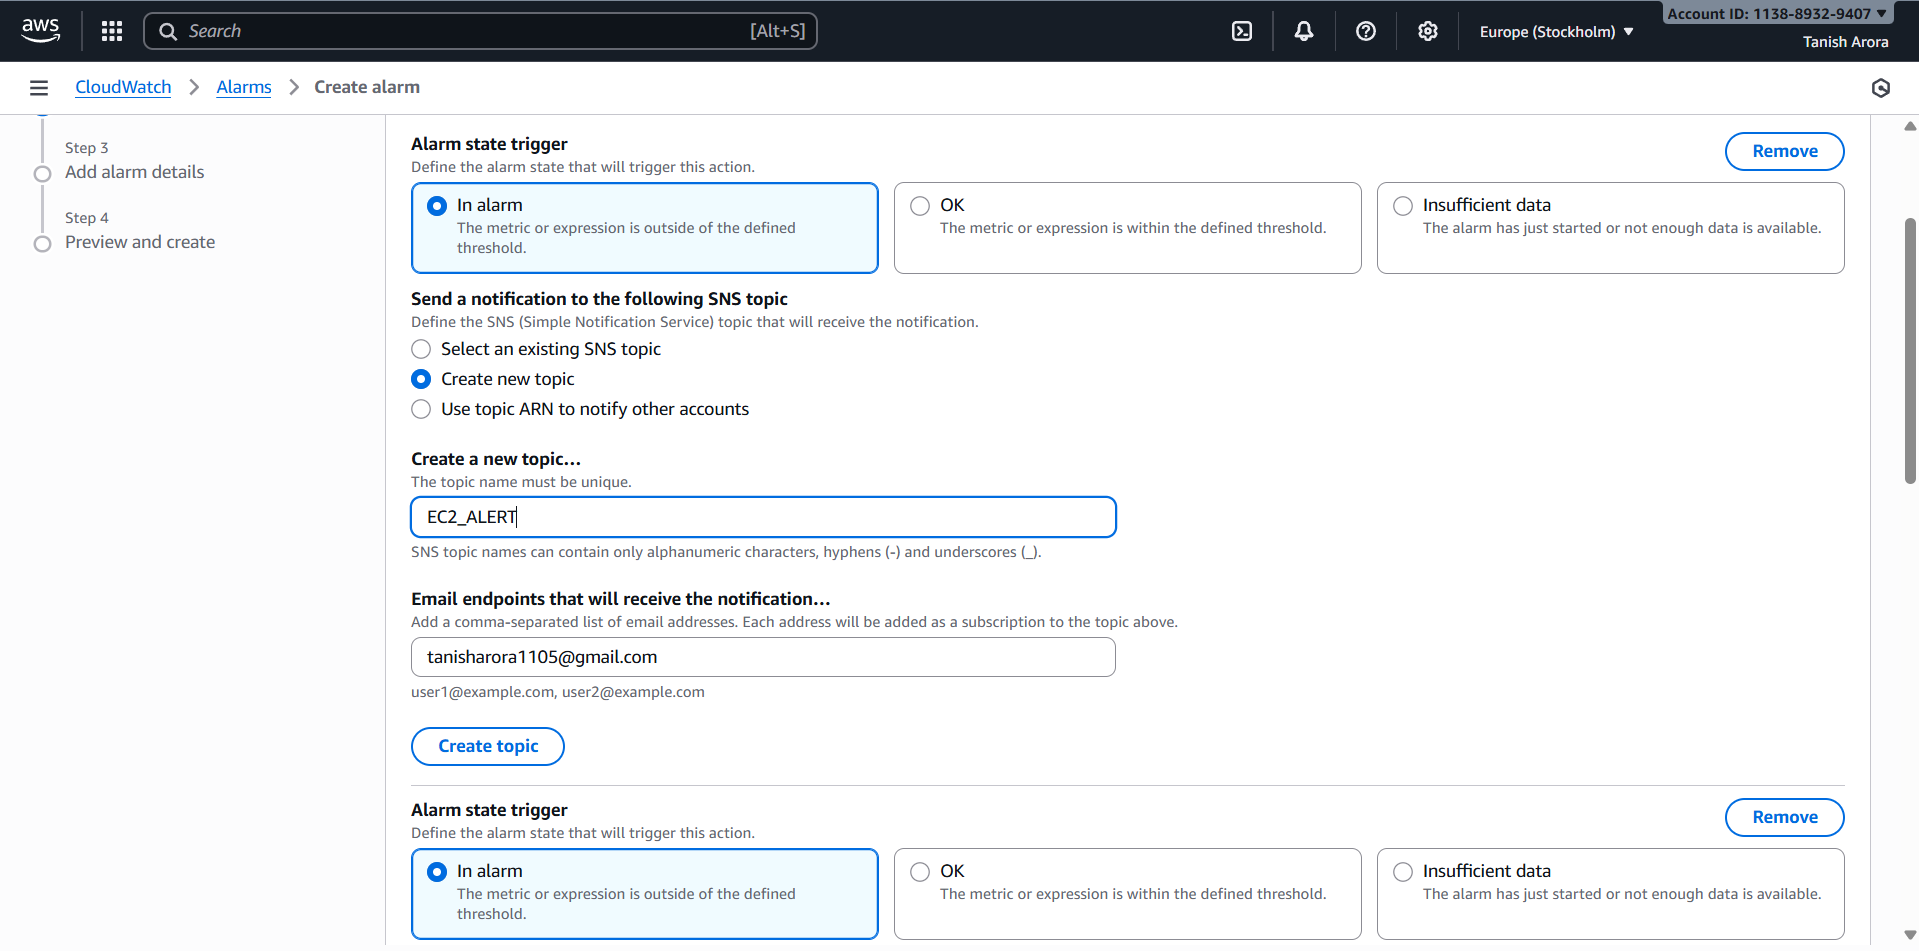 aws
Search
[Alt+S]
Europe (Stockholm)
Account ID: 1138-8932-9407
Tanish Arora
CloudWatch
Alarms
Create alarm
Step 3
Add alarm details
Step 4
Preview and create
Alarm state trigger
Define the alarm state that will trigger this action.
Remove
In alarm
The metric or expression is outside of the defined
threshold.
OK
The metric or expression is within the defined threshold.
Insufficient data
The alarm has just started or not enough data is available.
Send a notification to the following SNS topic
Define the SNS (Simple Notification Service) topic that will receive the notification.
Select an existing SNS topic
Create new topic
Use topic ARN to notify other accounts
Create a new topic...
The topic name must be unique.
EC2_ALERT
SNS topic names can contain only alphanumeric characters, hyphens (-) and underscores (_).
Email endpoints that will receive the notification...
Add a comma-separated list of email addresses. Each address will be added as a subscription to the topic above.
tanisharora1105@gmail.com
user1@example.com, user2@example.com
Create topic
Alarm state trigger
Define the alarm state that will trigger this action.
Remove
In alarm
The metric or expression is outside of the defined
threshold.
OK
The metric or expression is within the defined threshold.
Insufficient data
The alarm has just started or not enough data is available.